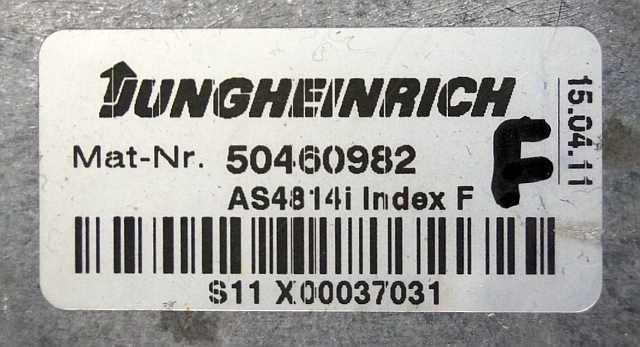 JUNGHEINRICH
Mat-Nr. 50460982
AS4814i Index F
F
15.04.11
S11 X00037031